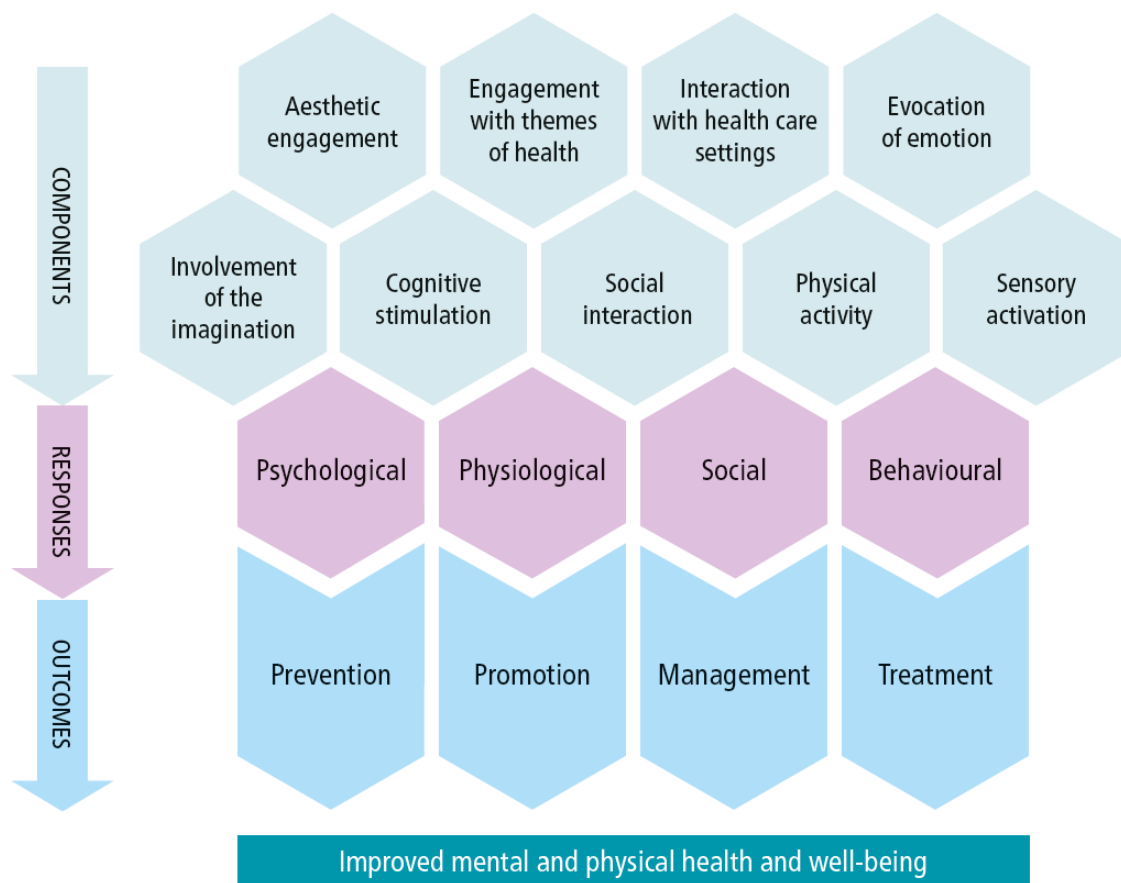 COMPONENTS
Aesthetic
engagement
Engagement
with themes
of health
Interaction
with health care
settings
Evocation
of emotion
Involvement
of the
imagination
Cognitive
stimulation
Social
interaction
Physical
activity
Sensory
activation
RESPONSES
Psychological
Physiological
Social
Behavioural
OUTCOMES
Prevention
Promotion
Management
Treatment
Improved mental and physical health and well-being